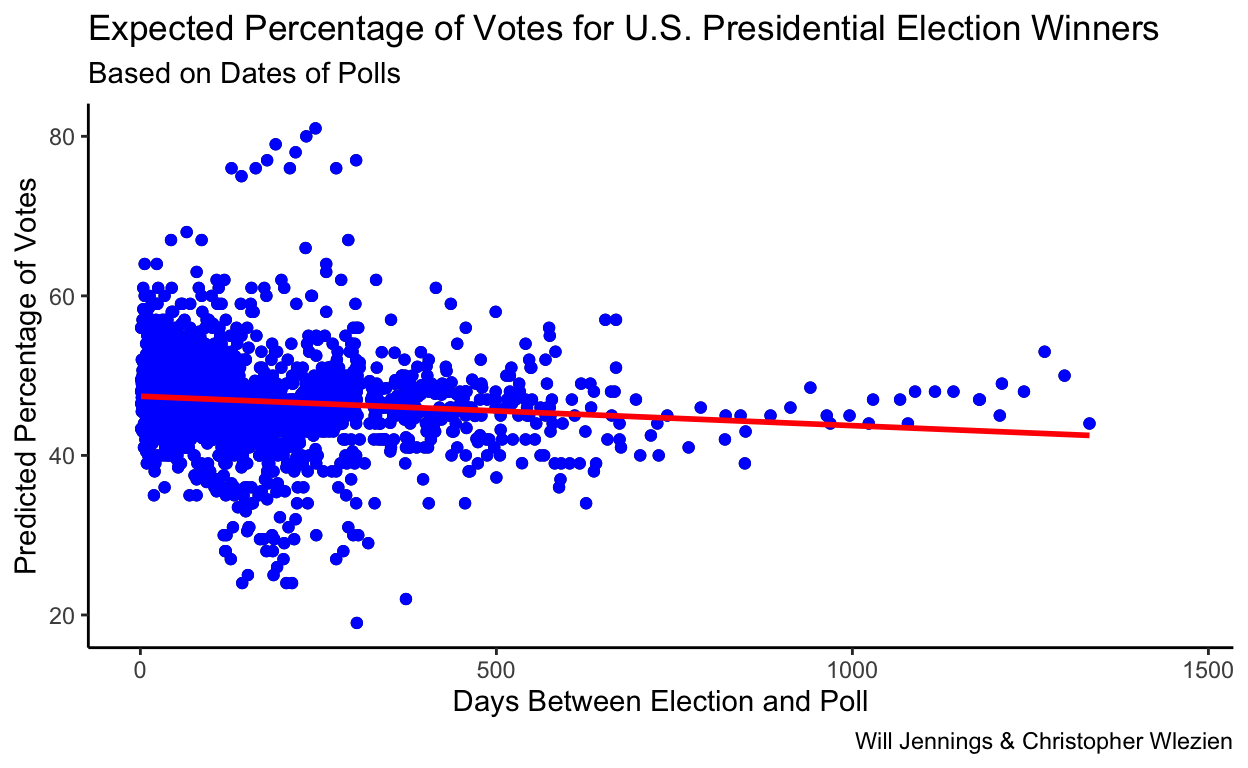 Expected Percentage of Votes for U.S. Presidential Election Winners
Based on Dates of Polls
Predicted Percentage of Votes
80
60
40
20
0 500 1000 1500
Days Between Election and Poll
Will Jennings & Christopher Wlezien